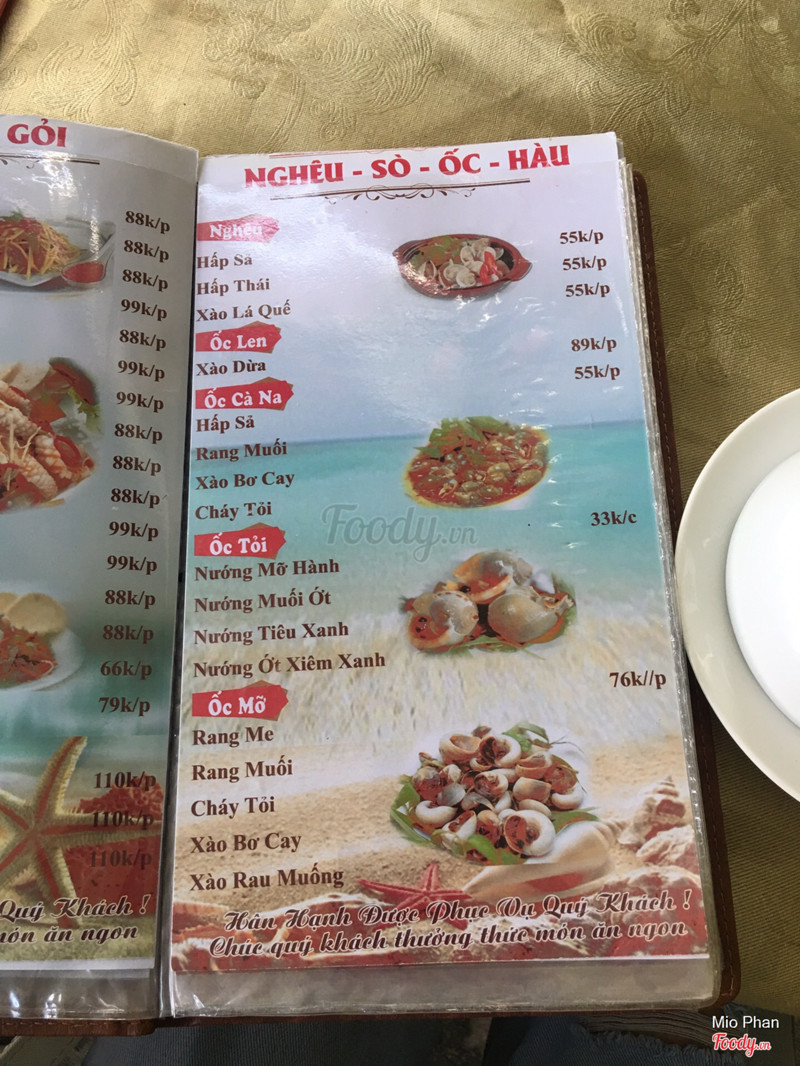 GỎI
88k/p
88k/p
88k/p
99k/p
88k/p
99k/p
99k/p
88k/p
88k/p
88k/p
99k/p
99k/p
88k/p
88k/p
66k/p
79k/p
110k/p
110k/p
110k/p
Quý Khách !
món ăn ngon
NGHÊU - SÒ - ỐC - HÀU
Nghêu
Hấp Sả 55k/p
Hấp Thái 55k/p
Xào Lá Quế 55k/p
Ốc Len
Xào Dừa 89k/p
Ốc Cà Na 55k/p
Hấp Sả
Rang Muối
Xào Bơ Cay
Cháy Tỏi
Ốc Tỏi 33k/c
Nướng Mỡ Hành
Nướng Muối Ớt
Nướng Tiêu Xanh
Nướng Ớt Xiêm Xanh
Ốc Mỡ 76k//p
Rang Me
Rang Muối
Cháy Tỏi
Xào Bơ Cay
Xào Rau Muống
Hân Hạnh Được Phục Vụ Quý Khách !
Chúc quý khách thưởng thức món ăn ngon
Foody.vn
Mio Phan
Foody.vn